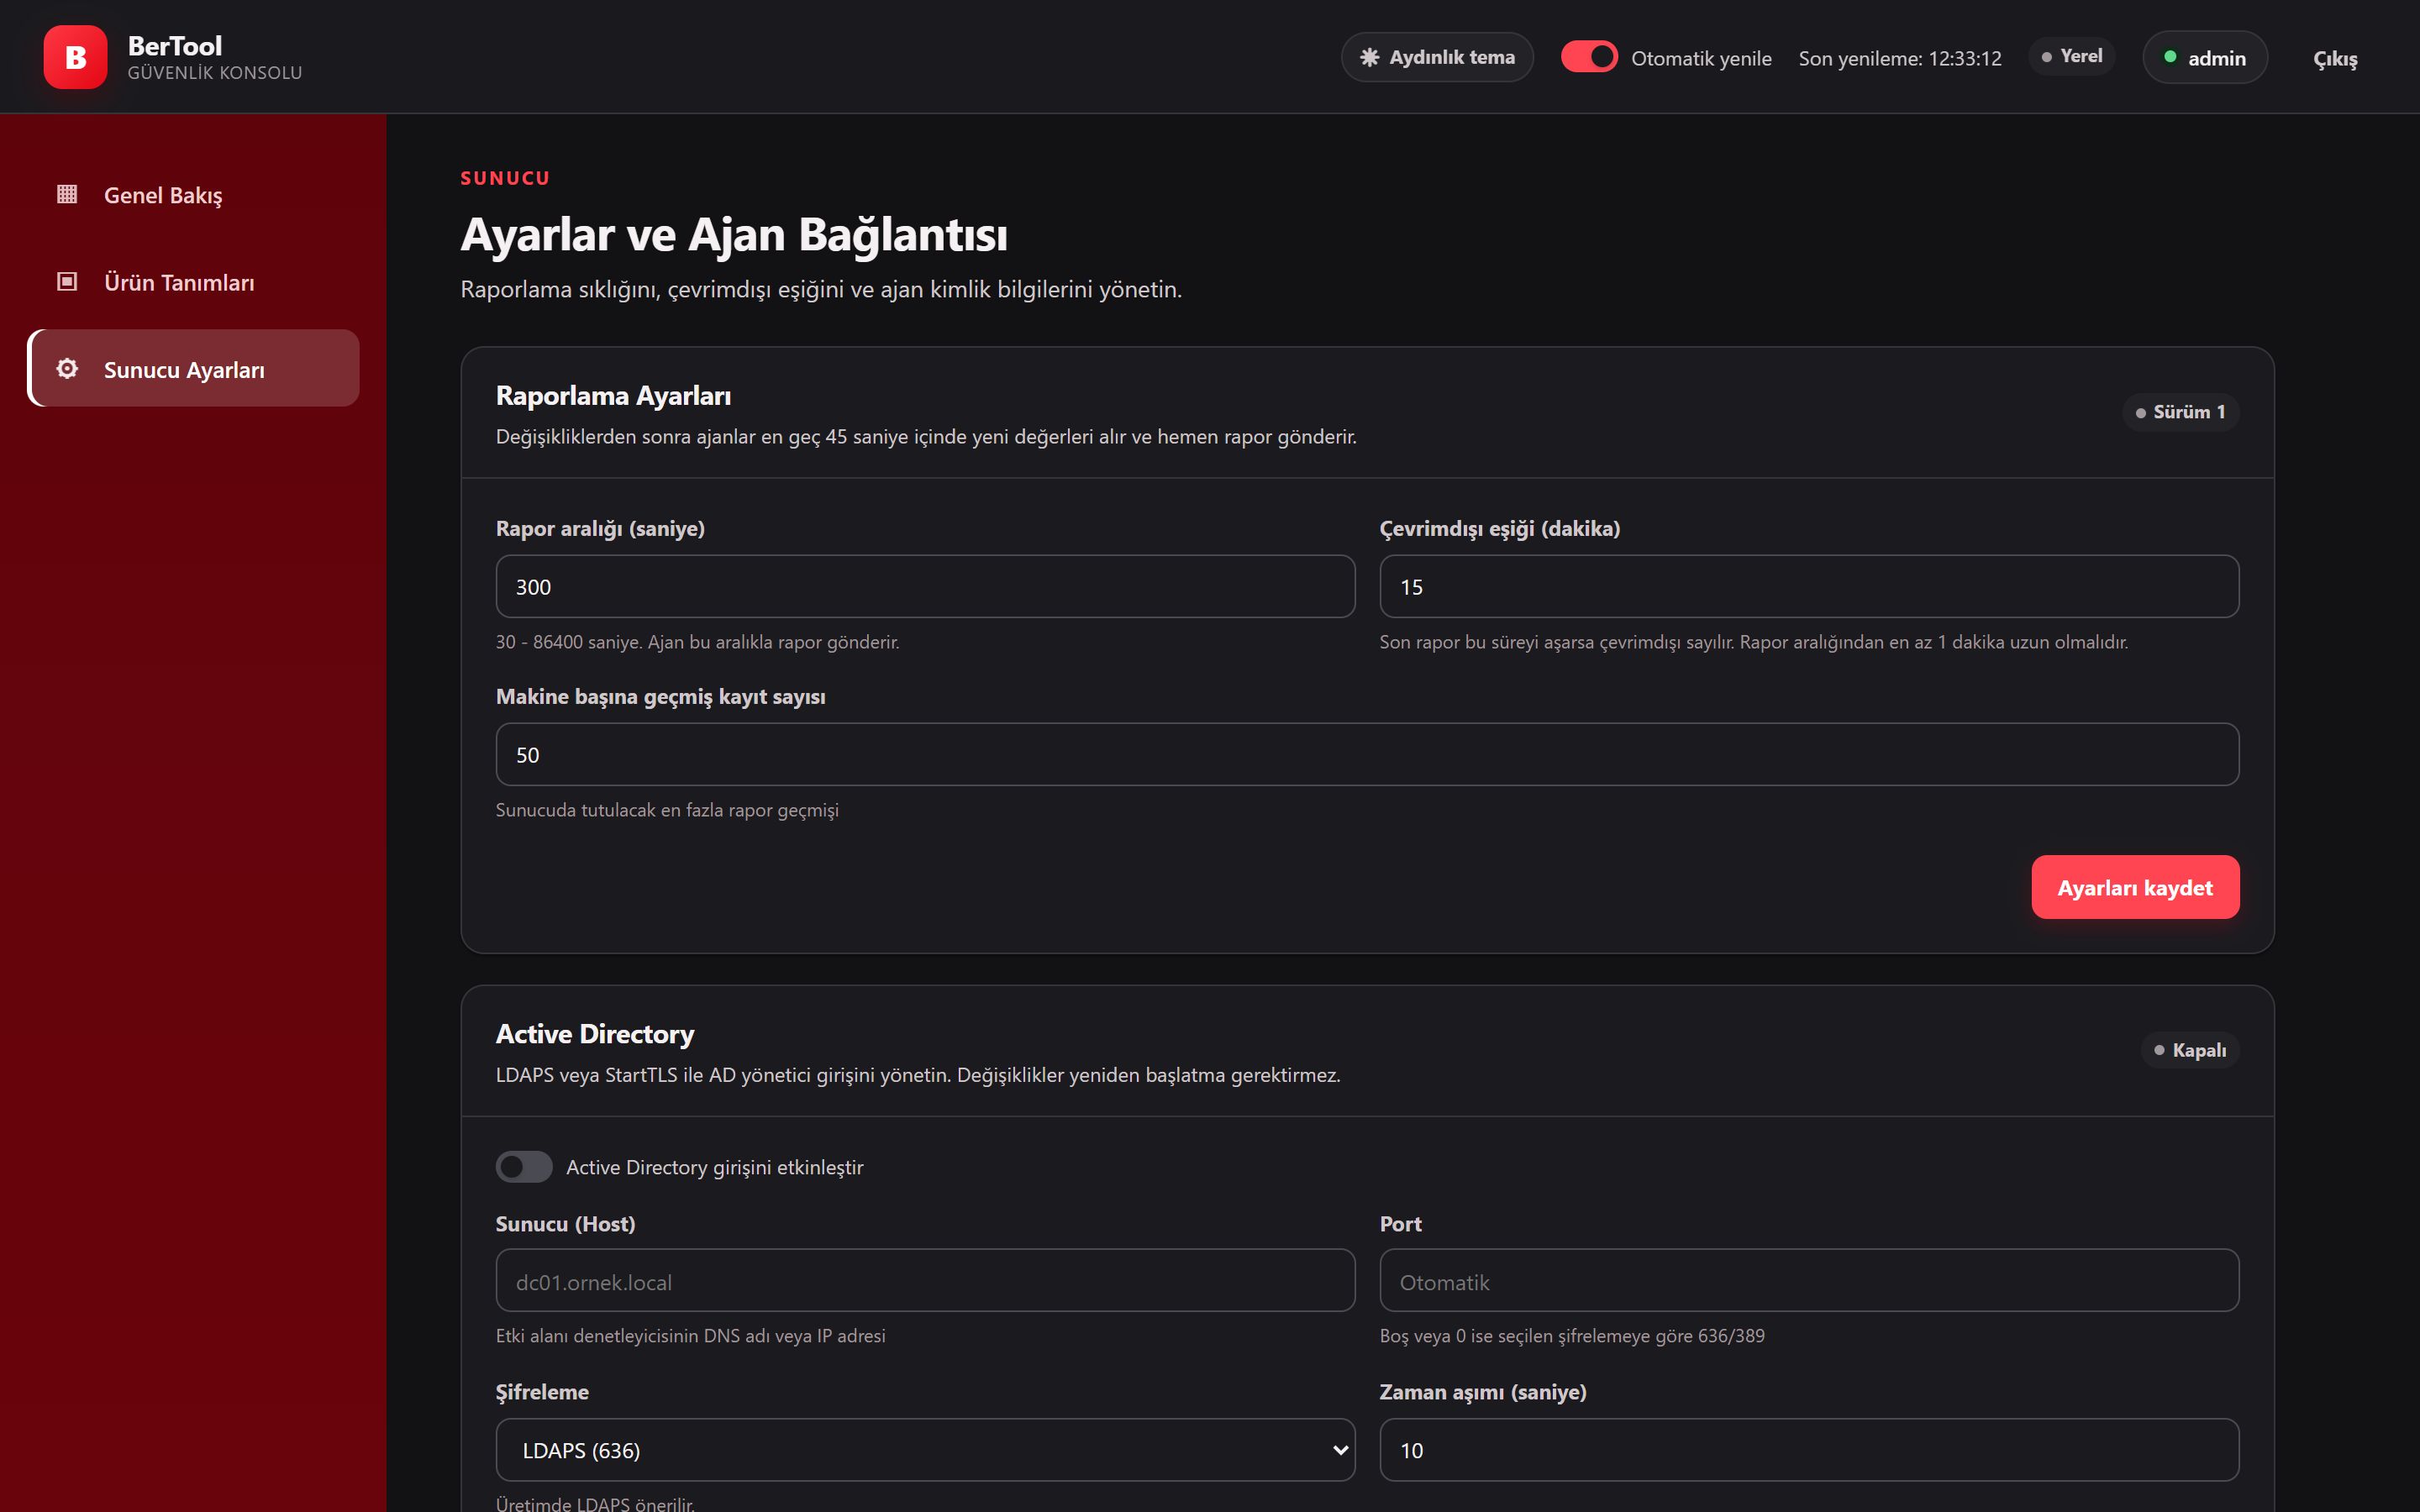 B
BerTool
GÜVENLİK KONSOLU
Aydınlık tema
Otomatik yenile
Son yenileme: 12:33:12
Yerel
admin
Çıkış
Genel Bakış
Ürün Tanımları
Sunucu Ayarları
SUNUCU
Ayarlar ve Ajan Bağlantısı
Raporlama sıklığını, çevrimdışı eşiğini ve ajan kimlik bilgilerini yönetin.
Raporlama Ayarları
Değişikliklerden sonra ajanlar en geç 45 saniye içinde yeni değerleri alır ve hemen rapor gönderir.
Sürüm 1
Rapor aralığı (saniye)
300
30 - 86400 saniye. Ajan bu aralıkla rapor gönderir.
Çevrimdışı eşiği (dakika)
15
Son rapor bu süreyi aşarsa çevrimdışı sayılır. Rapor aralığından en az 1 dakika uzun olmalıdır.
Makine başına geçmiş kayıt sayısı
50
Sunucuda tutulacak en fazla rapor geçmişi
Ayarları kaydet
Active Directory
LDAPS veya StartTLS ile AD yönetici girişini yönetin. Değişiklikler yeniden başlatma gerektirmez.
Kapalı
Active Directory girişini etkinleştir
Sunucu (Host)
dc01.ornek.local
Etki alanı denetleyicisinin DNS adı veya IP adresi
Port
Otomatik
Boş veya 0 ise seçilen şifrelemeye göre 636/389
Şifreleme
LDAPS (636)
Üretimde LDAPS önerilir.
Zaman aşımı (saniye)
10